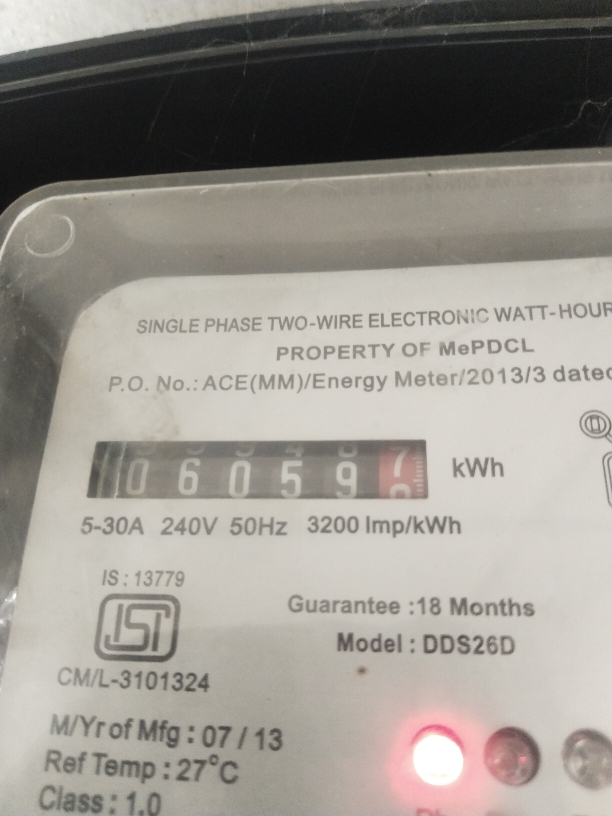 SINGLE PHASE TWO-WIRE ELECTRONIC WATT-HOUR
PROPERTY OF MePDCL
P.O. No.: ACE(MM)/Energy Meter/2013/3 dated
0 6 0 5 9 7 kWh
5-30A 240V 50Hz 3200 Imp/kWh
IS : 13779
ISI
CM/L-3101324
Guarantee :18 Months
Model : DDS26D
M/Yr of Mfg : 07 / 13
Ref Temp : 27°C
Class : 1.0